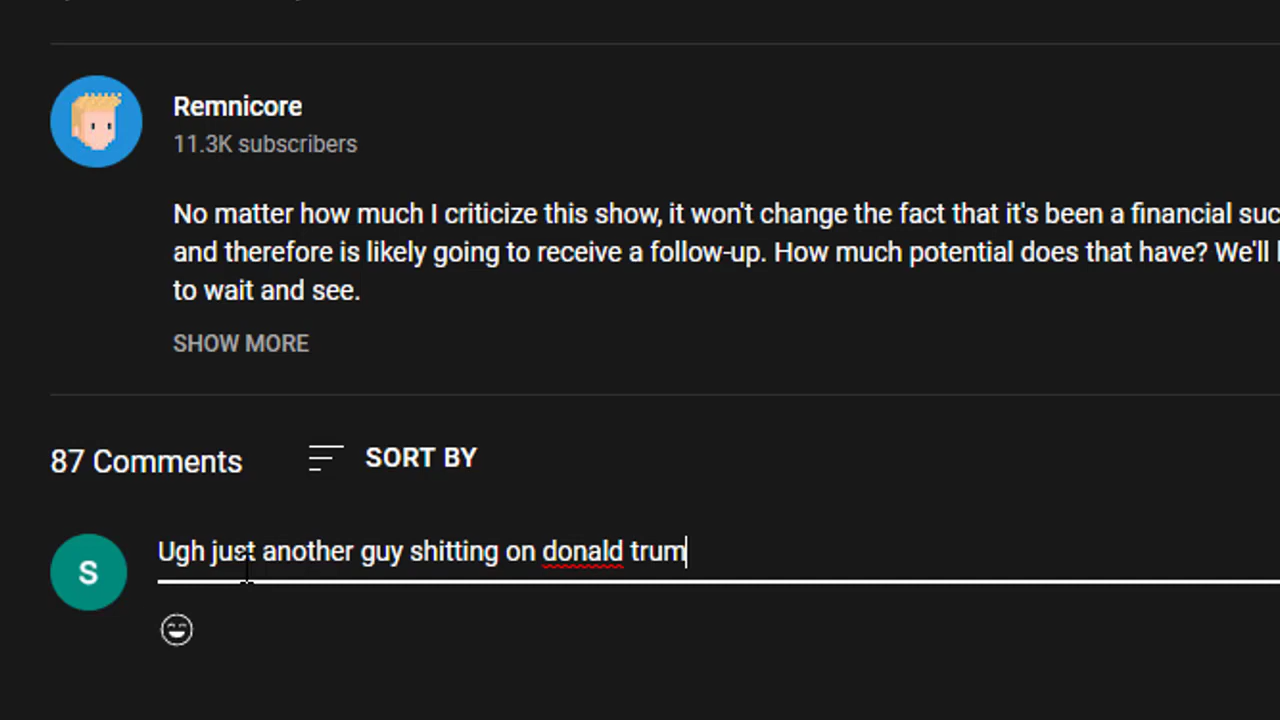 Remnicore
11.3K subscribers
No matter how much I criticize this show, it won't change the fact that it's been a financial suc
and therefore is likely going to receive a follow-up. How much potential does that have? We'll
to wait and see.
SHOW MORE
87 Comments
SORT BY
S
Ugh just another guy shitting on donald trum